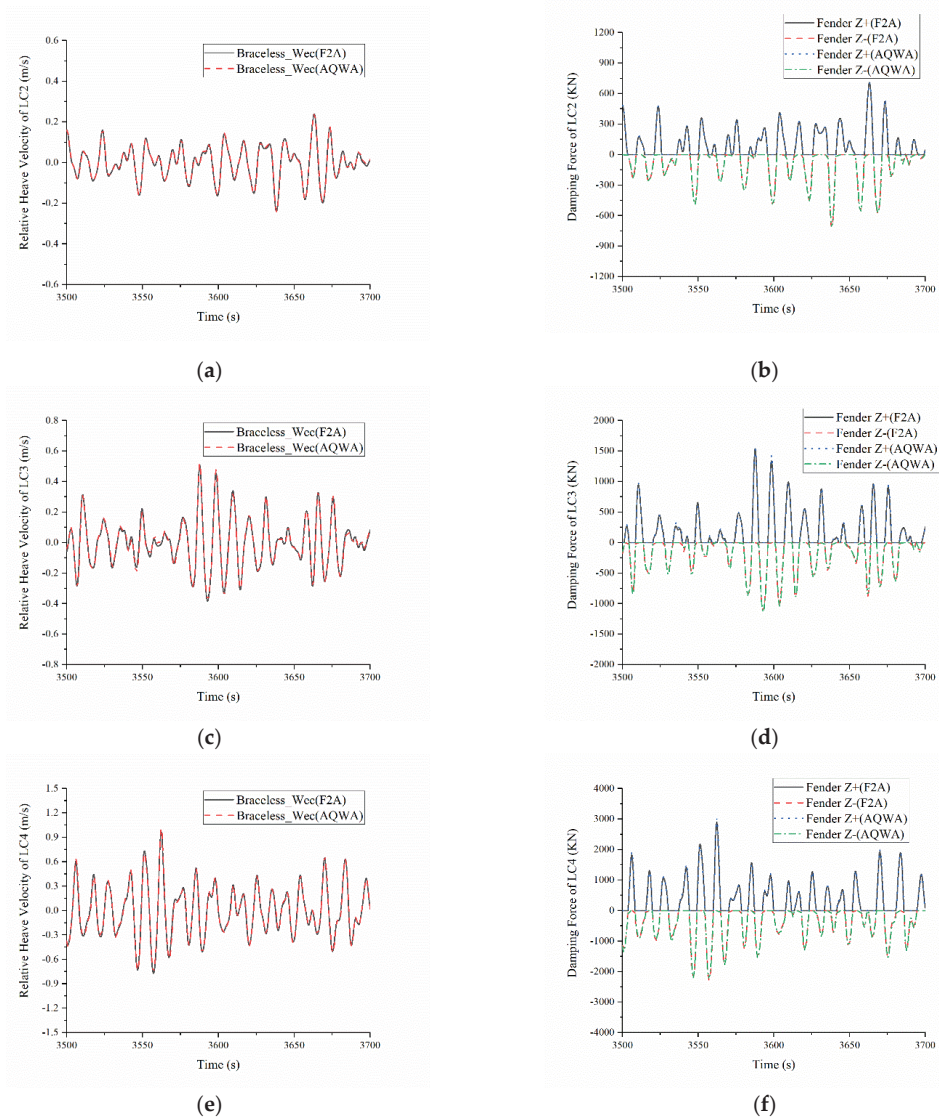 Relative Heave Velocity of LC2 (m/s)
0.6
0.4
0.2
0.0
-0.2
-0.4
-0.6
Braceless_Wec(F2A)
Braceless_Wec(AQWA)
3500
3550
3600
3650
3700
Time (s)
(a)
Damping Force of LC2 (KN)
1200
900
600
300
0
-300
-600
-900
-1200
Fender Z+(F2A)
Fender Z-(F2A)
Fender Z+(AQWA)
Fender Z-(AQWA)
3500
3550
3600
3650
3700
Time (s)
(b)
Relative Heave Velocity of LC3 (m/s)
0.8
0.6
0.4
0.2
0.0
-0.2
-0.4
-0.6
-0.8
Braceless_Wec(F2A)
Braceless_Wec(AQWA)
3500
3550
3600
3650
3700
Time (s)
(c)
Damping Force of LC3 (KN)
2000
1500
1000
500
0
-500
-1000
-1500
-2000
Fender Z+(F2A)
Fender Z-(F2A)
Fender Z+(AQWA)
Fender Z-(AQWA)
3500
3550
3600
3650
3700
Time (s)
(d)
Relative Heave Velocity of LC4 (m/s)
1.5
1.2
0.9
0.6
0.3
0.0
-0.3
-0.6
-0.9
-1.2
-1.5
Braceless_Wec(F2A)
Braceless_Wec(AQWA)
3500
3550
3600
3650
3700
Time (s)
(e)
Damping Force of LC4 (KN)
4000
3000
2000
1000
0
-1000
-2000
-3000
-4000
Fender Z+(F2A)
Fender Z-(F2A)
Fender Z+(AQWA)
Fender Z-(AQWA)
3500
3550
3600
3650
3700
Time (s)
(f)